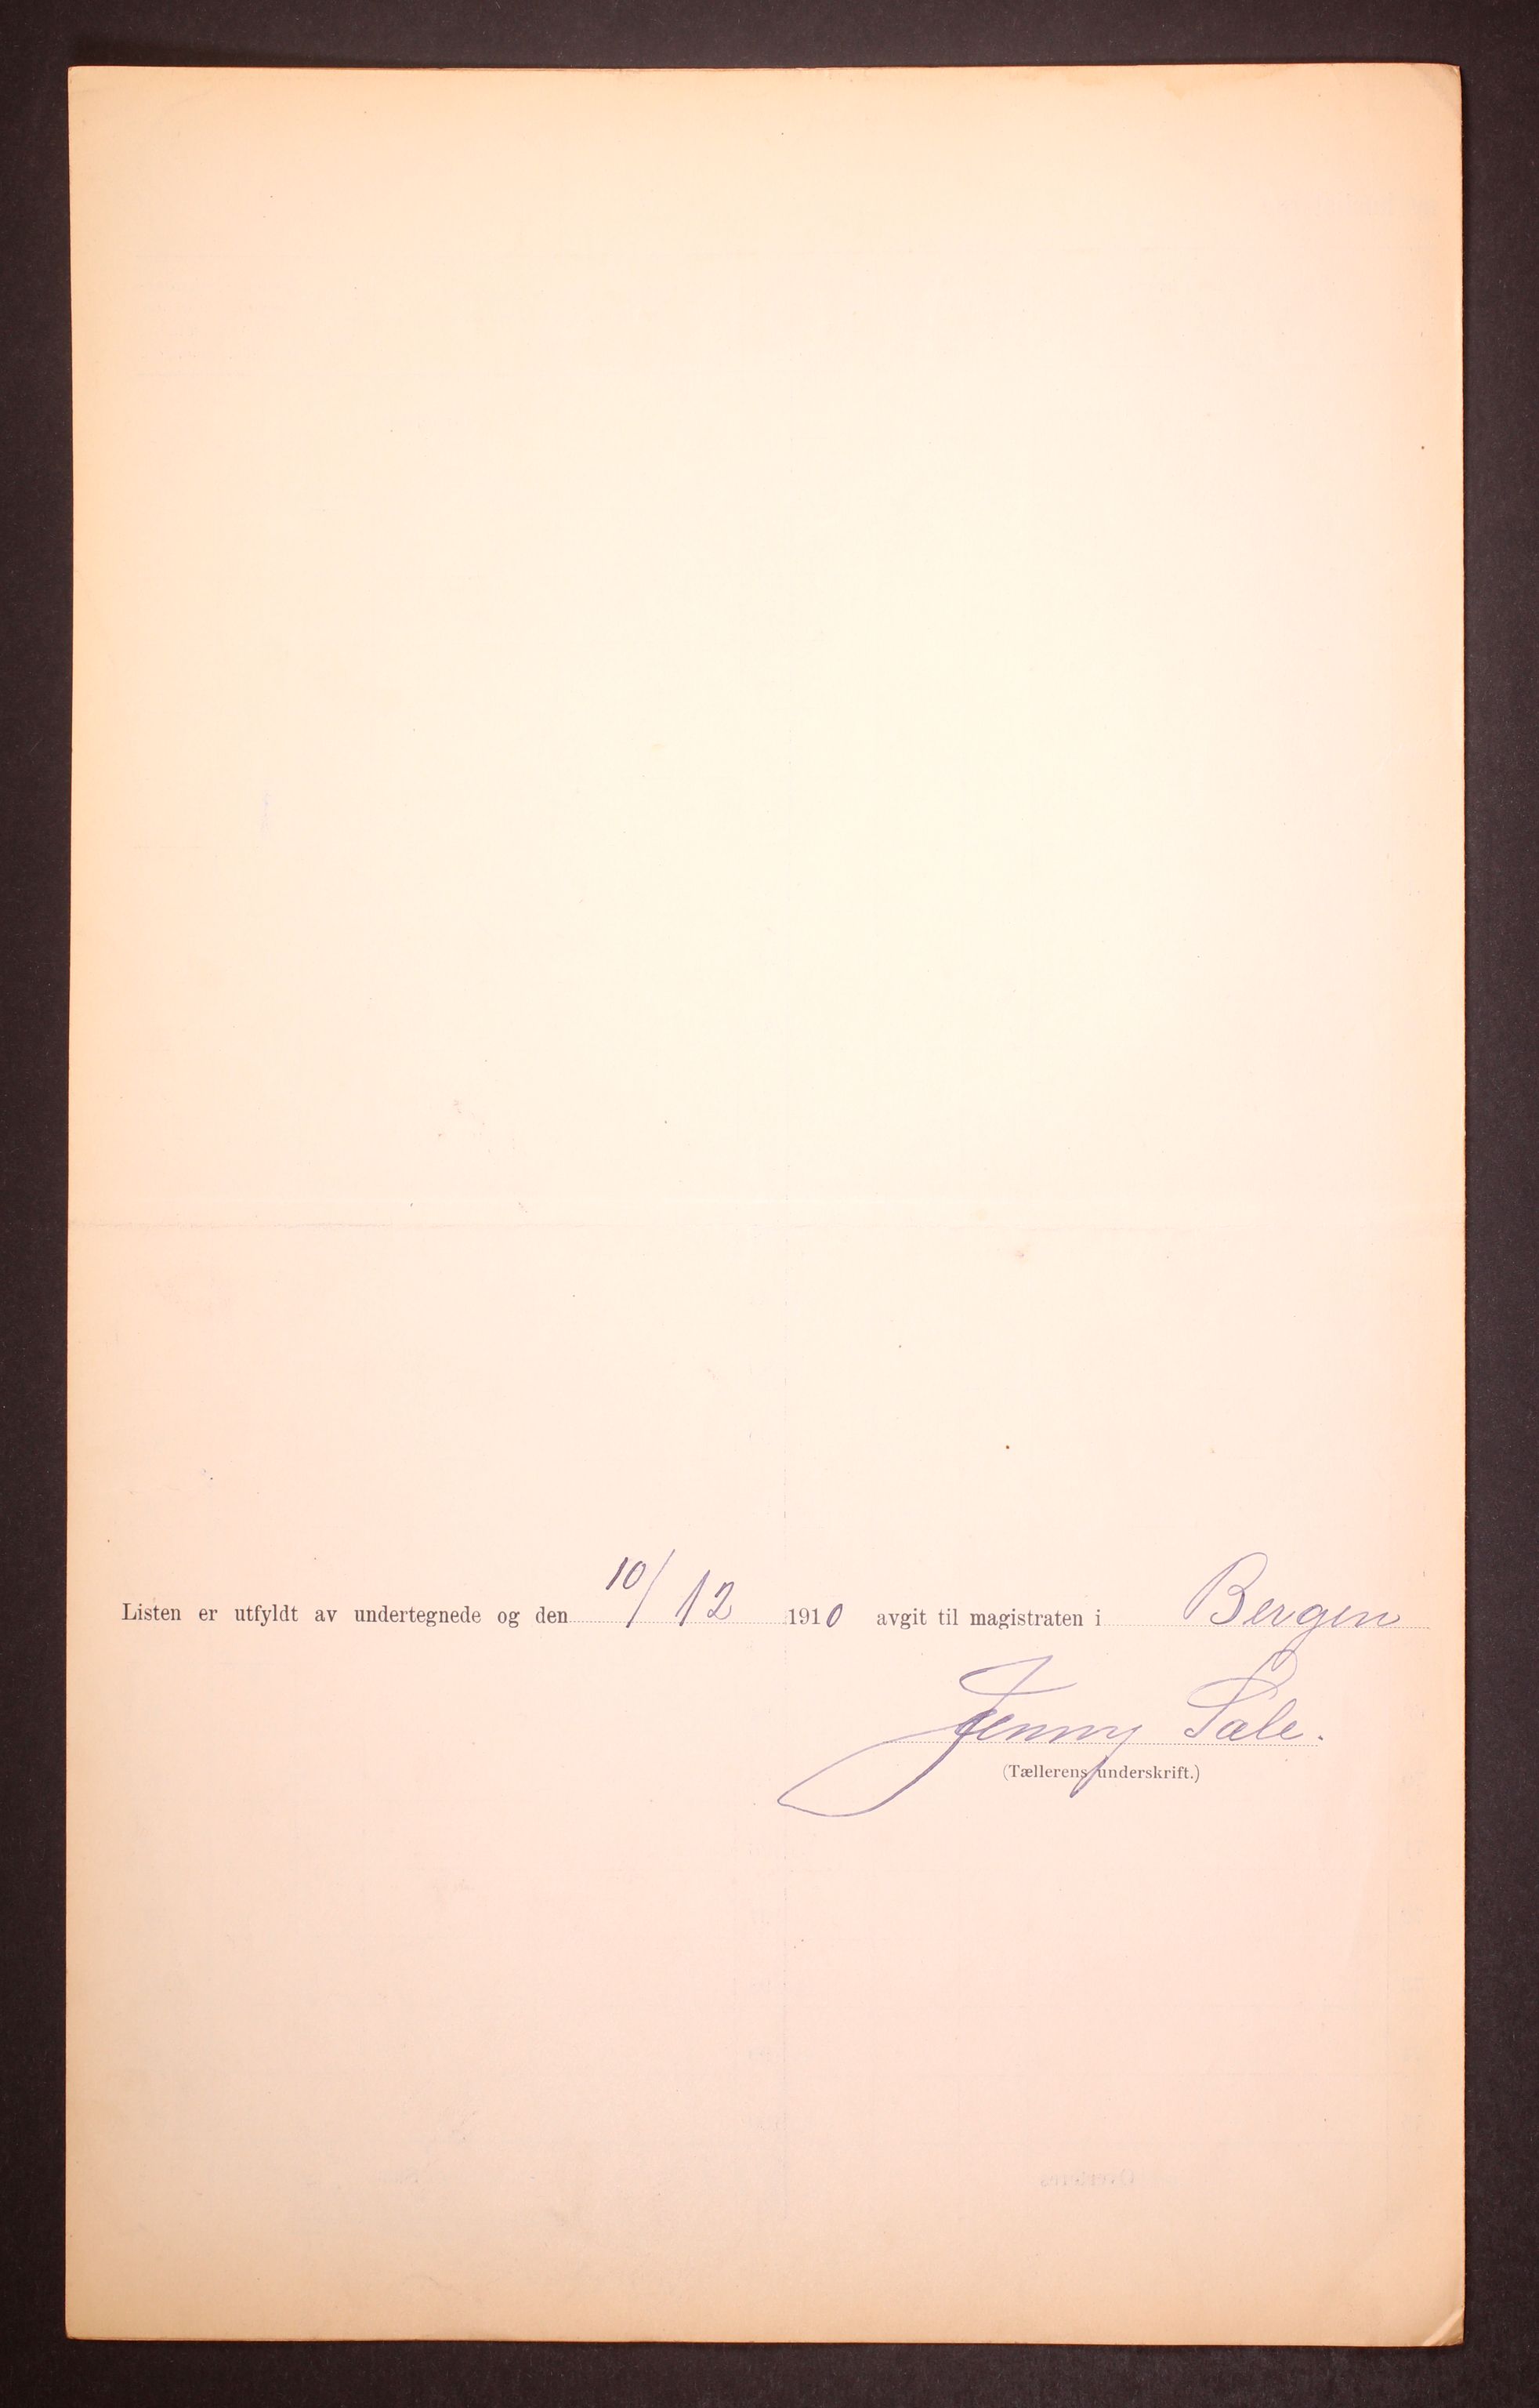 Listen er utfyldt av undertegnede og den 10/12 1910 avgit til magistraten i Bergen
Jenny Sale.
(Tællerens underskrift.)